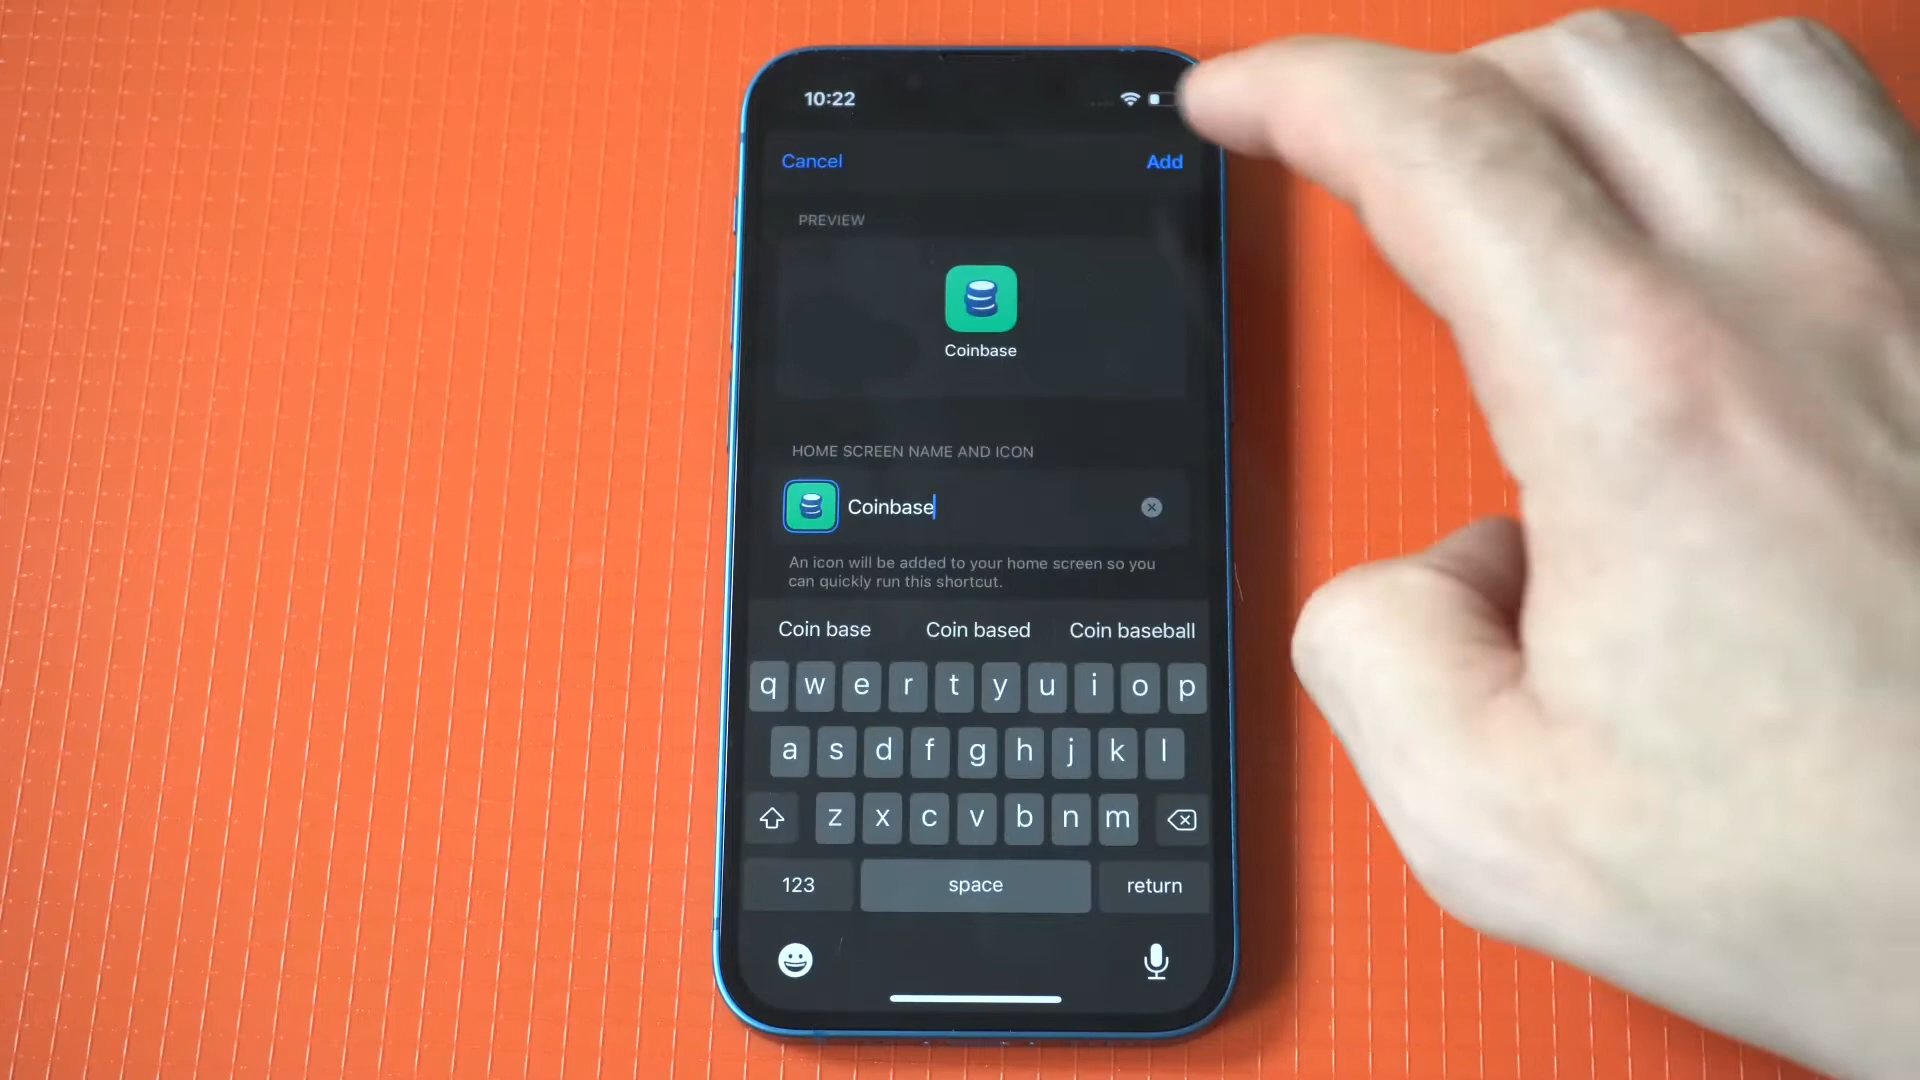 10:22
Cancel
Add
PREVIEW
Coinbase
HOME SCREEN NAME AND ICON
Coinbase
An icon will be added to your home screen so you
can quickly run this shortcut.
Coin base Coin based Coin baseball
q w e r t y u i o p
a s d f g h j k l
z x c v b n m
123 space return